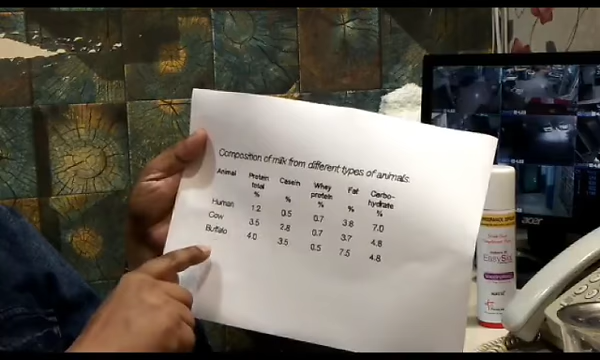 Composition of milk from different types of animals.
Animal Protein total % Casein % Whey protein % Fat % Carbo-hydrate %
Human 1.2 0.5 0.7 3.8 7.0
Cow 3.5 2.8 0.7 3.7 4.8
Buffalo 4.0 3.5 0.5 7.5 4.8
acer
EasySix